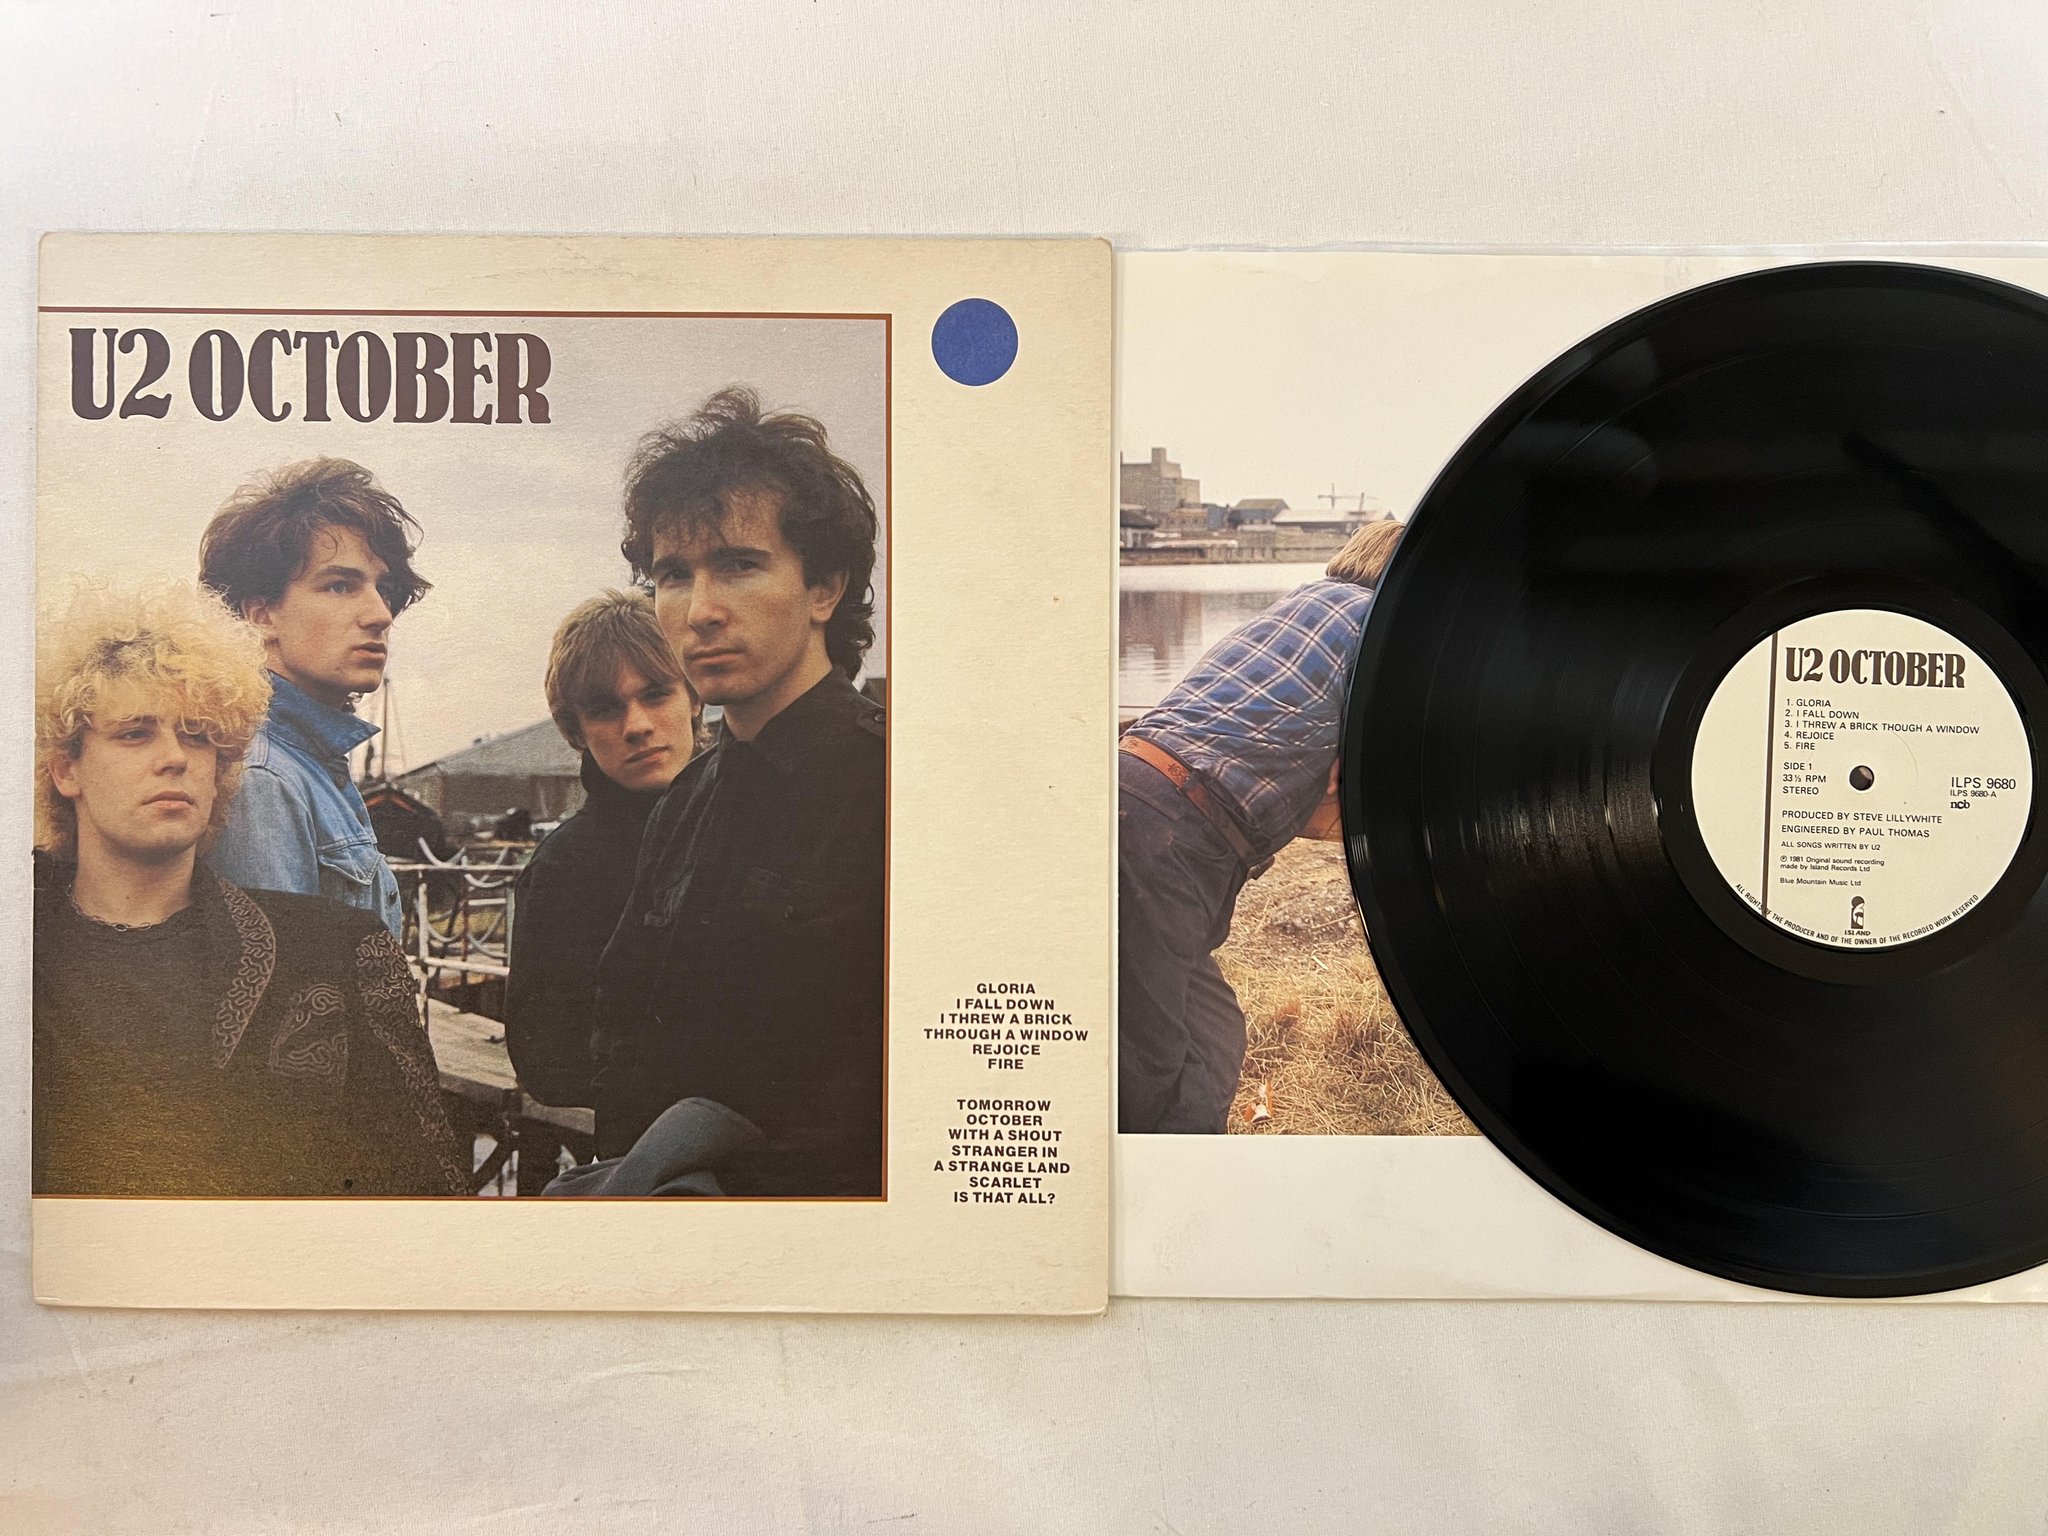 U2 OCTOBER
GLORIA
I FALL DOWN
I THREW A BRICK
THROUGH A WINDOW
REJOICE
FIRE
TOMORROW
OCTOBER
WITH A SHOUT
STRANGER IN
A STRANGE LAND
SCARLET
IS THAT ALL?
U2 OCTOBER
1. GLORIA
2. I FALL DOWN
3. I THREW A BRICK THOUGH A WINDOW
4. REJOICE
5. FIRE
SIDE 1
33⅓ RPM
STEREO
ILPS 9680
ILPS 9680-A
ncb
PRODUCED BY STEVE LILLYWHITE
ENGINEERED BY PAUL THOMAS
ALL SONGS WRITTEN BY U2
℗ 1981 Original sound recording
made by Island Records Ltd
Blue Mountain Music Ltd
ISLAND
ALL RIGHTS OF THE PRODUCER AND OF THE OWNER OF THE RECORDED WORK RESERVED